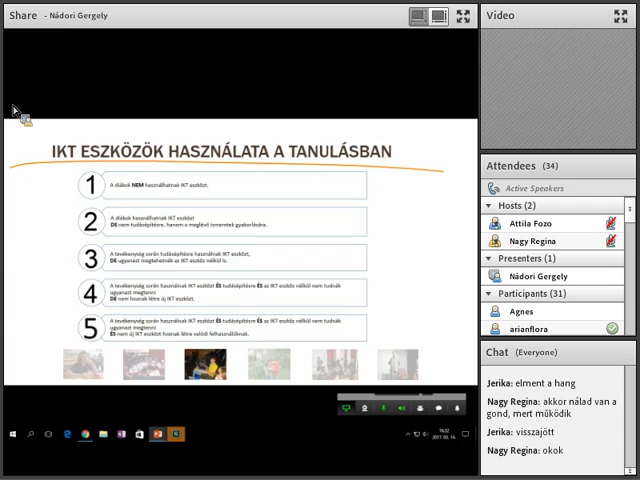 Share - Nádori Gergely
IKT ESZKÖZÖK HASZNÁLATA A TANULÁSBAN
1
A diákok NEM használhatnak IKT eszközt.
2
A diákok használhatnak IKT eszközt
DE nem tudásépítésre, hanem a meglévő ismeretek gyakorlására.
3
A tevékenység során tudásépítésre használnak IKT eszközt,
DE ugyanazt megtehetnék az IKT eszköz nélkül is.
4
A tevékenység során használnak IKT eszközt ÉS tudásépítésre ÉS az IKT eszköz nélkül nem tudnák
ugyanazt megtenni
DE nem hoznak létre új IKT eszközt.
5
A tevékenység során használnak IKT eszközt ÉS tudásépítésre ÉS az IKT eszköz nélkül nem tudnák
ugyanazt megtenni
ÉS nem új IKT eszközt hoznak létre valódi felhasználóknak.
16:02
2017. 03. 14.
Video
Attendees (34)
Active Speakers
Hosts (2)
Attila Fozo
Nagy Regina
Presenters (1)
Nádori Gergely
Participants (31)
Agnes
arianflora
Chat (Everyone)
Jerika: elment a hang
Nagy Regina: akkor nálad van a
gond, mert működik
Jerika: visszajött
Nagy Regina: okok